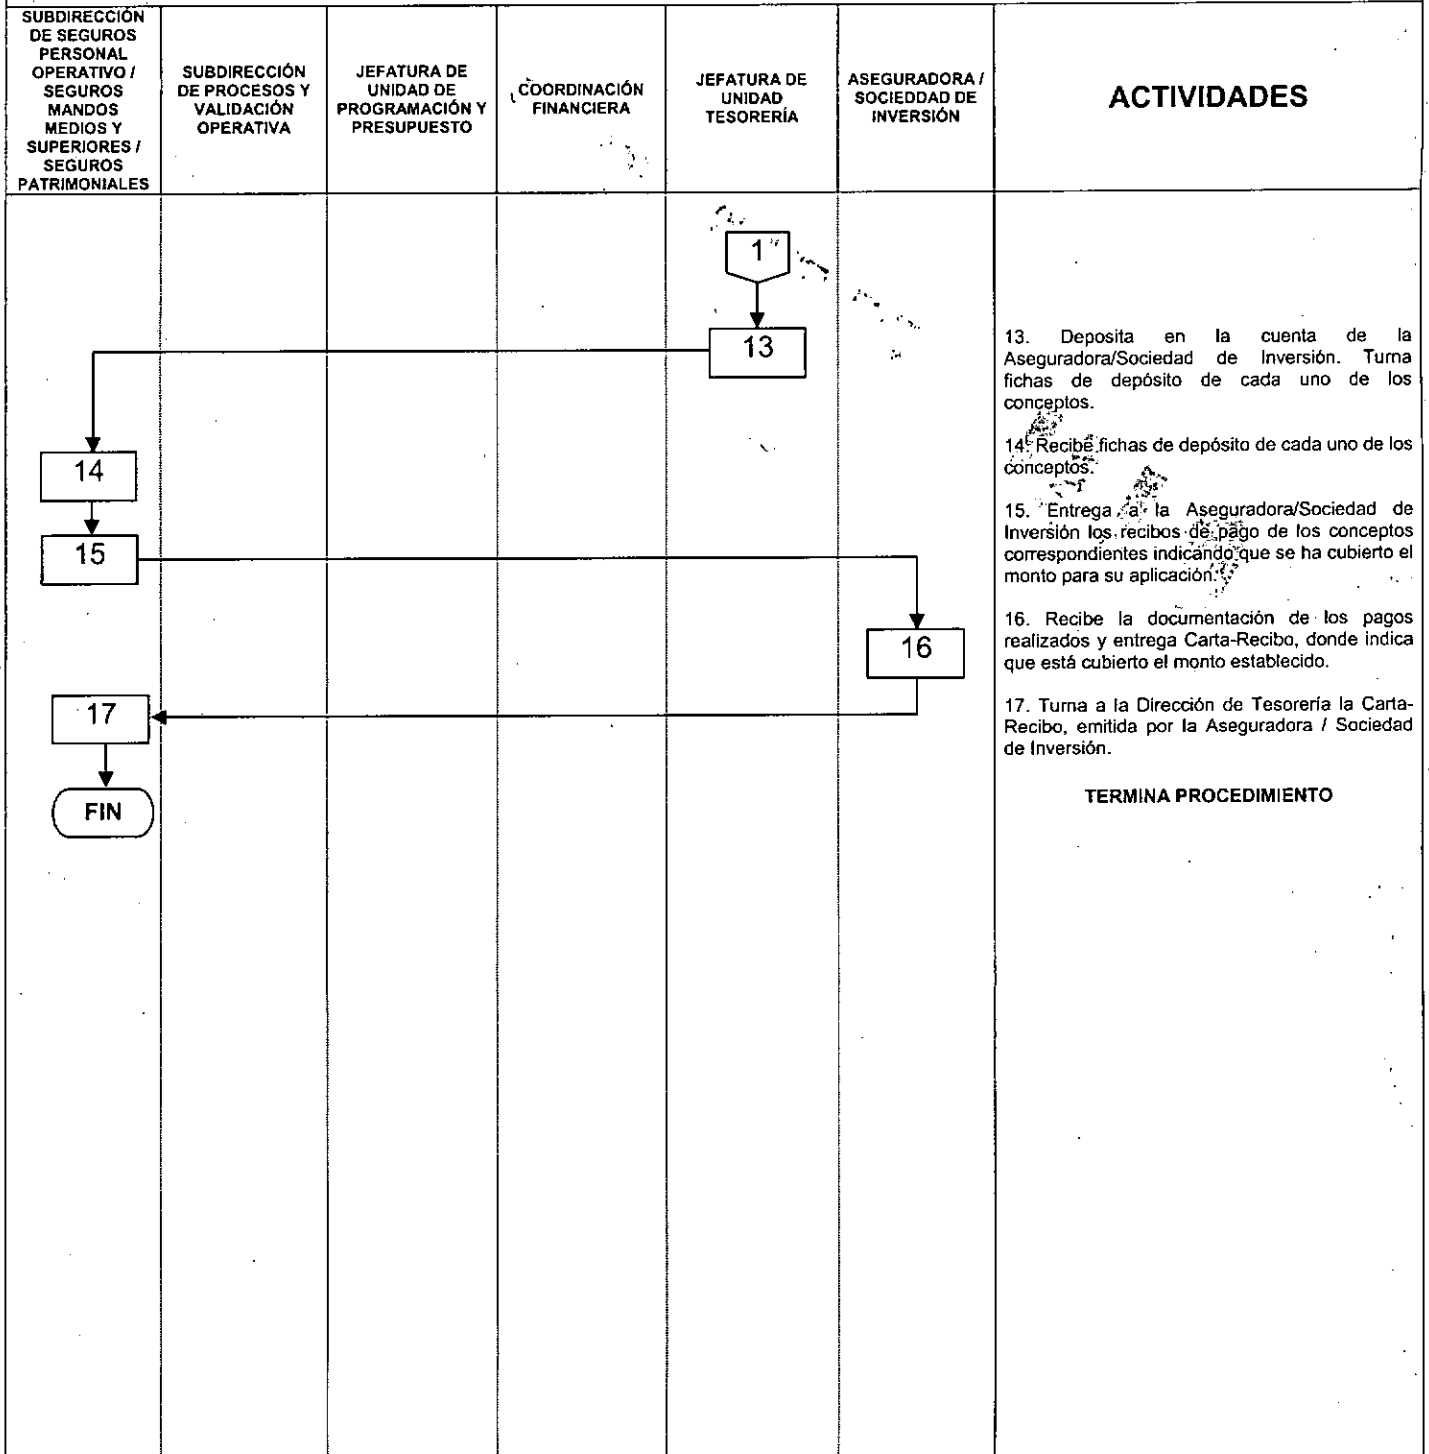 SUBDIRECCIÓN
DE SEGUROS
PERSONAL
OPERATIVO /
SEGUROS
MANDOS
MEDIOS Y
SUPERIORES /
SEGUROS
PATRIMONIALES
SUBDIRECCIÓN
DE PROCESOS Y
VALIDACIÓN
OPERATIVA
JEFATURA DE
UNIDAD DE
PROGRAMACIÓN Y
PRESUPUESTO
COORDINACIÓN
FINANCIERA
JEFATURA DE
UNIDAD
TESORERÍA
ASEGURADORA /
SOCIEDDAD DE
INVERSIÓN
ACTIVIDADES
1
13
14
15
16
17
FIN
13. Deposita en la cuenta de la
Aseguradora/Sociedad de Inversión. Turna
fichas de depósito de cada uno de los
conceptos.
14. Recibe fichas de depósito de cada uno de los
conceptos.
15. Entrega a la Aseguradora/Sociedad de
Inversión los recibos de pago de los conceptos
correspondientes indicando que se ha cubierto el
monto para su aplicación.
16. Recibe la documentación de los pagos
realizados y entrega Carta-Recibo, donde indica
que está cubierto el monto establecido.
17. Turna a la Dirección de Tesorería la Carta-
Recibo, emitida por la Aseguradora / Sociedad
de Inversión.
TERMINA PROCEDIMIENTO